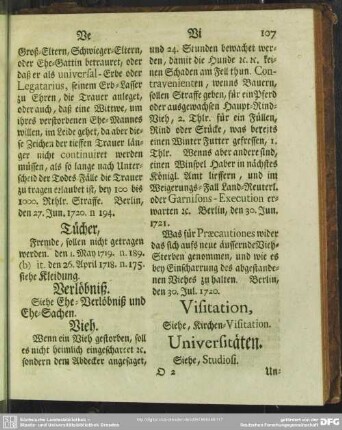 Ve
Vi
107
Groß-Eltern, Schwieger-Eltern,
oder Ehe-Gattin betrauret, oder
daß er als universal-Erbe oder
Legatarius, seinem Erb-Lasser
zu Ehren, die Trauer anleget,
oder auch, daß eine Wittwe, um
ihres verstorbenen Ehe-Mannes
willen, im Leide gehet, da aber die-
se Zeichen der tieffen Trauer län-
ger nicht continuiret werden
müssen, als so lange nach Unter-
scheid der Todes Fälle die Trauer
zu tragen erlaubet ist, bey 100 bis
1000. Rthlr. Straffe. Berlin,
den 27. Jun. 1720. n 194.
Tücher,
Fremde, sollen nicht getragen
werden. den 1. May 1719. n. 189.
(b) it. den 26. April 1718. n. 175.
siehe Kleidung.
Verlöbniß.
Siehe Ehe-Verlöbniß und
Ehe-Sachen.
Vieh.
Wenn ein Vieh gestorben, soll
es nicht heimlich eingescharret ec.
sondern dem Abdecker angesaget,
und 24. Stunden bewachet wer-
den, damit die Hunde ec. ec. kei-
nen Schaden am Fell thun. Con-
travenienten, wenns Bauern,
sollen Straffe geben, für ein Pferd
oder ausgewachsen Haupt-Rind-
Vieh, 2. Thlr. für ein Füllen,
Rind oder Stücke, was bereits
einen Winter Futter gefressen, 1.
Thlr. Wenns aber andere sind,
einen Winspel Haber in nächstes
Königl. Amt liefern, und im
Weigerungs-Fall Land-Reuterl.
oder Garnisons-Execution er-
warten ec. Berlin, den 30. Jun.
1721.
Was für Præcautiones wider
das sich aufs neue äussernde Vieh-
Sterben genommen, und wie es
bey Einscharrung des abgestande-
nen Viehes zu halten. Berlin,
den 30. Jul. 1720.
Visitation,
Siehe, Kirchen-Visitation.
Universitäten.
Siehe, Studiosi.
O 2
Un-